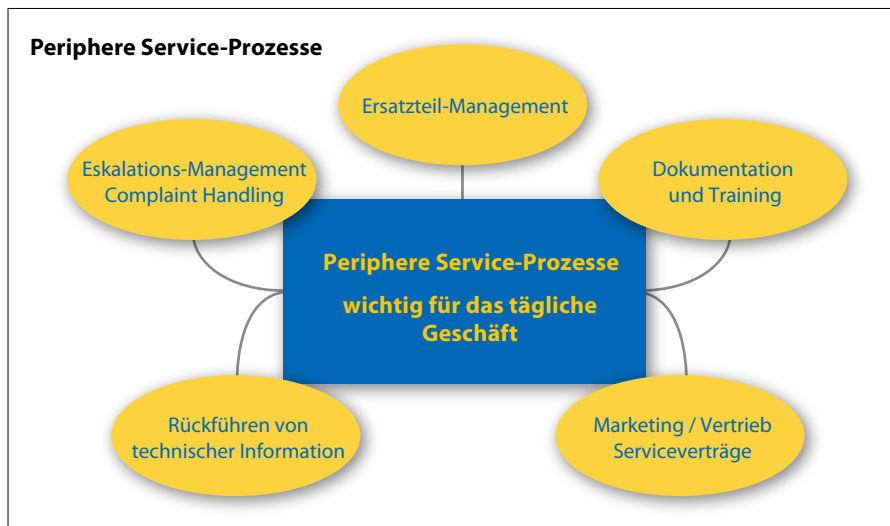 Periphere Service-Prozesse
Ersatzteil-Management
Eskalations-Management
Complaint Handling
Dokumentation
und Training
Periphere Service-Prozesse
wichtig für das tägliche
Geschäft
Rückführen von
technischer Information
Marketing / Vertrieb
Serviceverträge